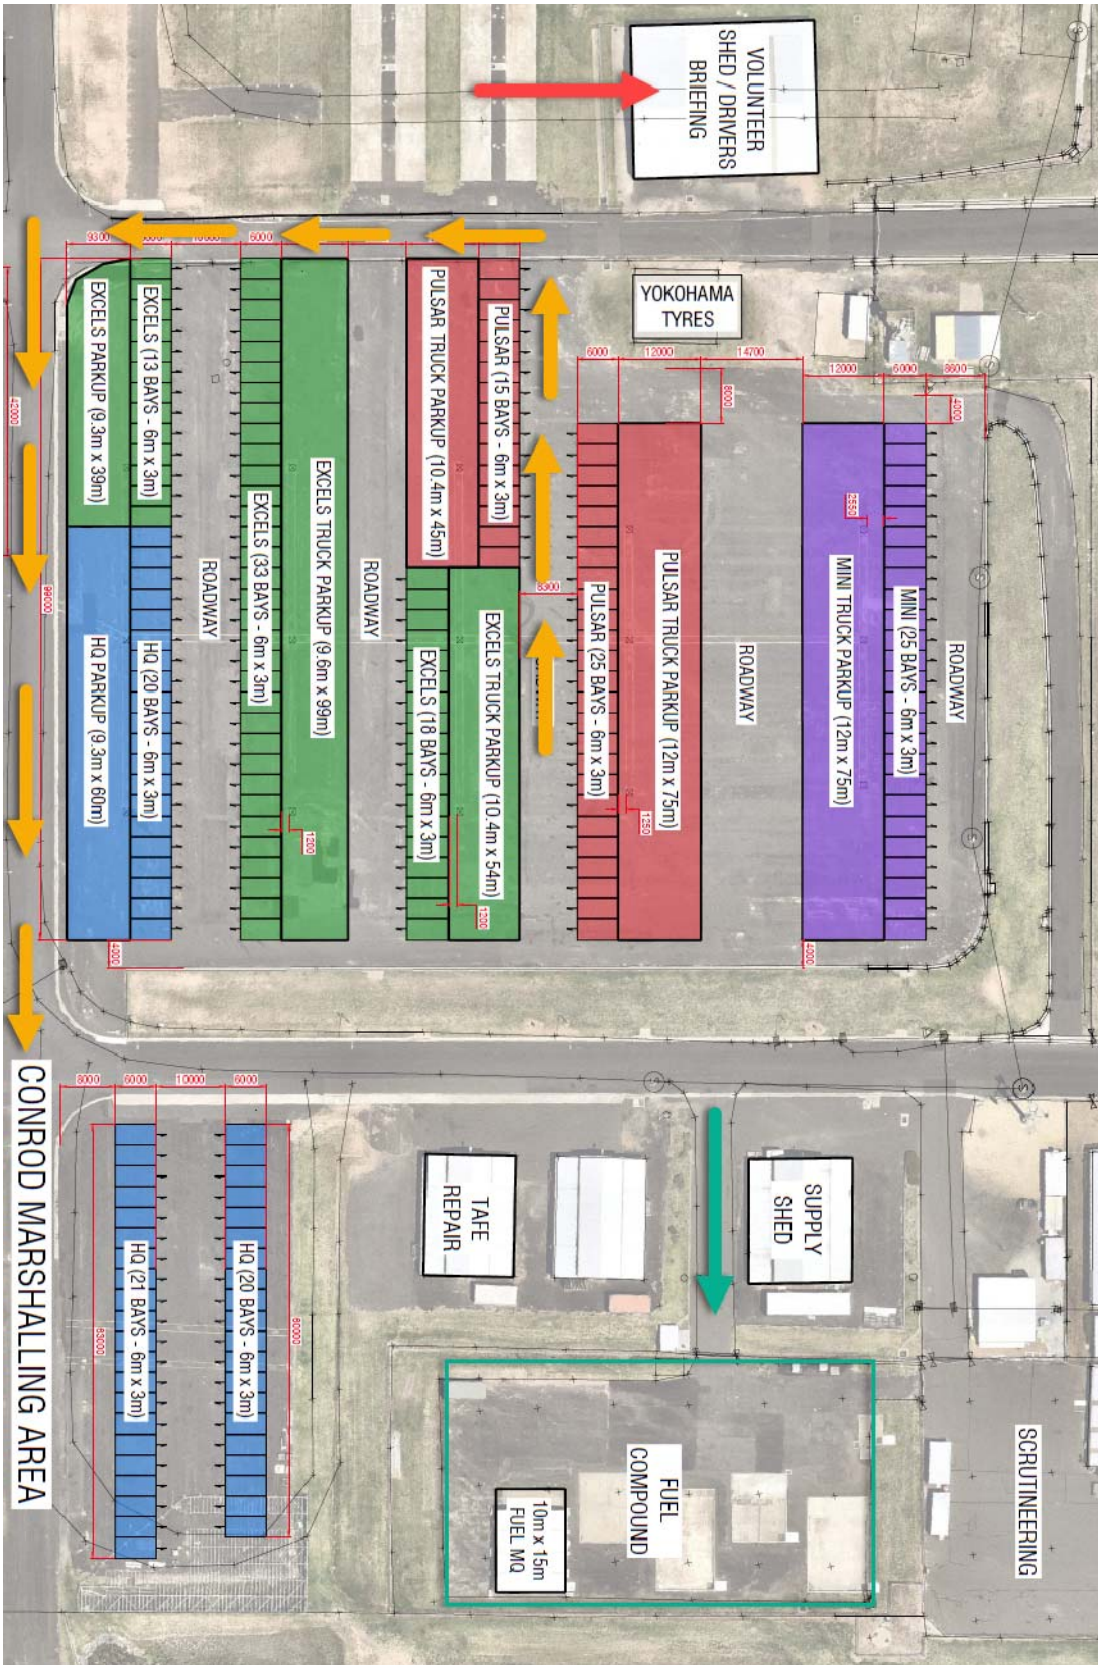 VOLUNTEER
SHED / DRIVERS
BRIEFING
YOKOHAMA
TYRES
9300
6000
6000
12000
14700
12000
6000
8600
8000
4000
42000
99000
EXCELS PARKUP (9.3m x 39m)
EXCELS (13 BAYS - 6m x 3m)
HQ PARKUP (9.3m x 60m)
HQ (20 BAYS - 6m x 3m)
ROADWAY
EXCELS (33 BAYS - 6m x 3m)
EXCELS TRUCK PARKUP (9.6m x 99m)
1200
ROADWAY
PULSAR TRUCK PARKUP (10.4m x 45m)
PULSAR (15 BAYS - 6m x 3m)
EXCELS (18 BAYS - 6m x 3m)
EXCELS TRUCK PARKUP (10.4m x 54m)
1200
8300
PULSAR (25 BAYS - 6m x 3m)
PULSAR TRUCK PARKUP (12m x 75m)
1250
ROADWAY
MINI TRUCK PARKUP (12m x 75m)
2550
MINI (25 BAYS - 6m x 3m)
ROADWAY
4000
4000
CONROD MARSHALLING AREA
8000
6000
10000
6000
63000
HQ (21 BAYS - 6m x 3m)
HQ (20 BAYS - 6m x 3m)
60000
TAFE
REPAIR
SUPPLY
SHED
FUEL
COMPOUND
10m x 15m
FUEL MQ
SCRUTINEERING